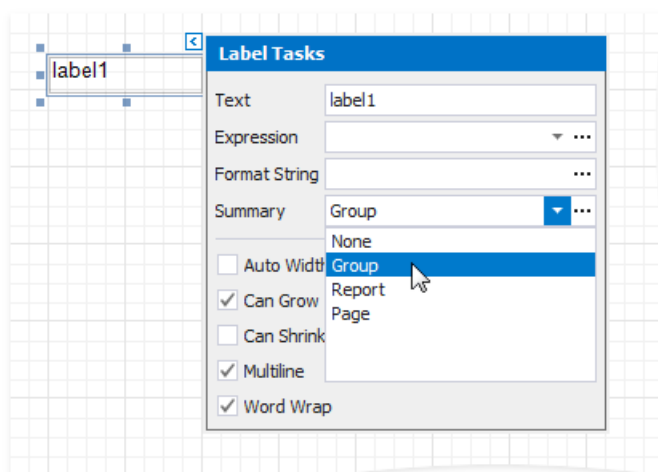 label1
Label Tasks
Text label1
Expression
Format String
Summary Group
None
Group
Report
Page
Auto Width
Can Grow
Can Shrink
Multiline
Word Wrap